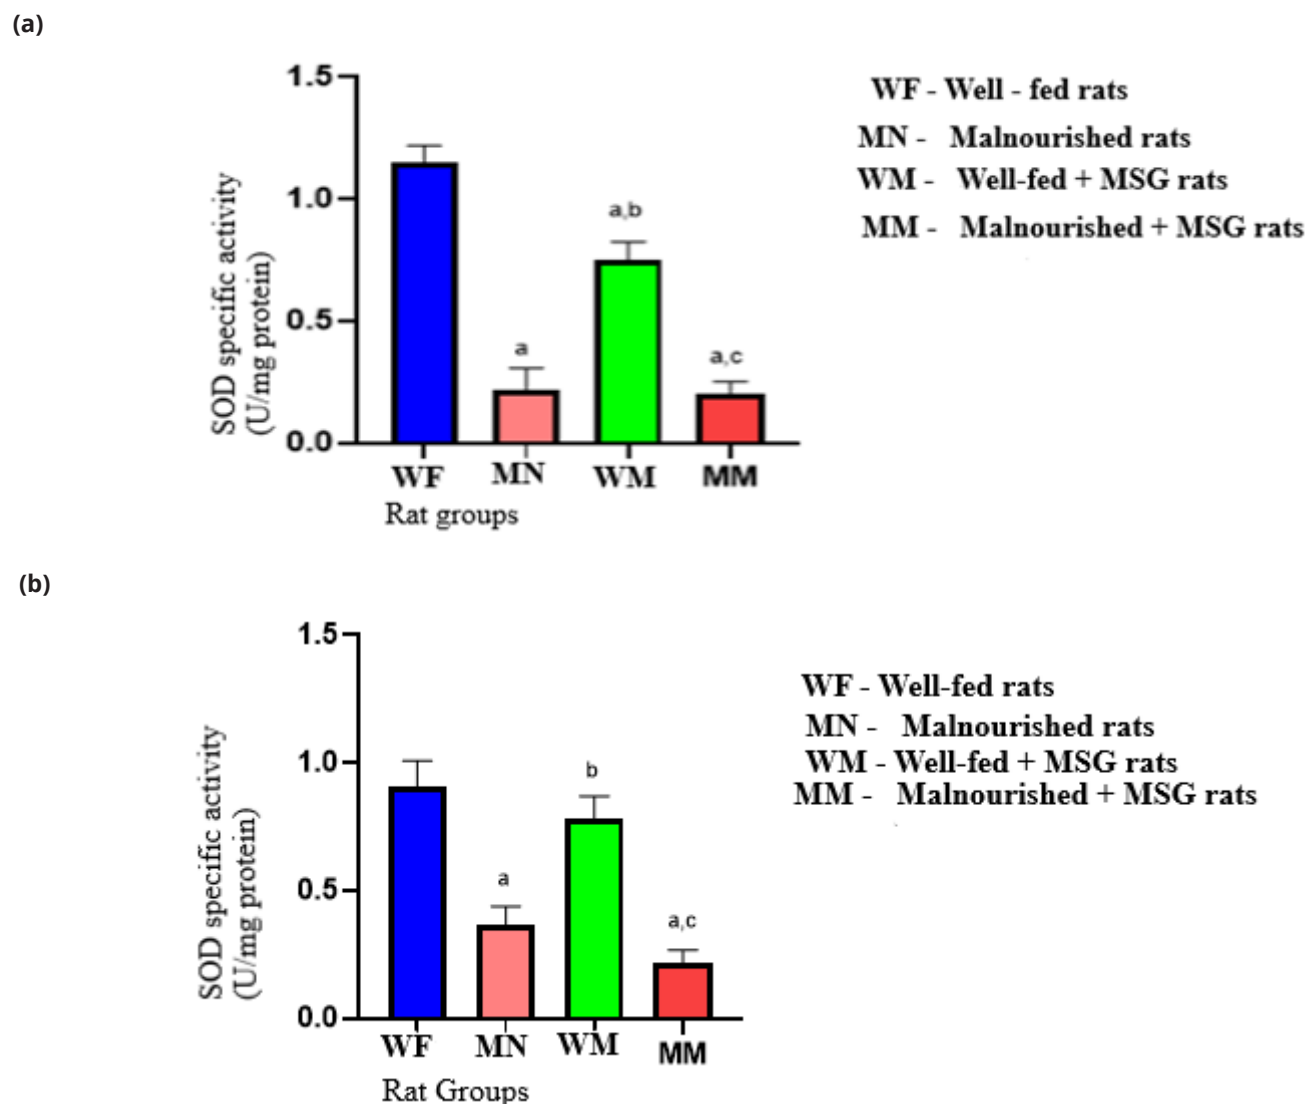 (a)
1.5
1.0
0.5
0.0
SOD specific activity
(U/mg protein)
a
a,b
a,c
WF MN WM MM
Rat groups
WF - Well - fed rats
MN - Malnourished rats
WM - Well-fed + MSG rats
MM - Malnourished + MSG rats
(b)
1.5
1.0
0.5
0.0
SOD specific activity
(U/mg protein)
a
b
a,c
WF MN WM MM
Rat Groups
WF - Well-fed rats
MN - Malnourished rats
WM - Well-fed + MSG rats
MM - Malnourished + MSG rats